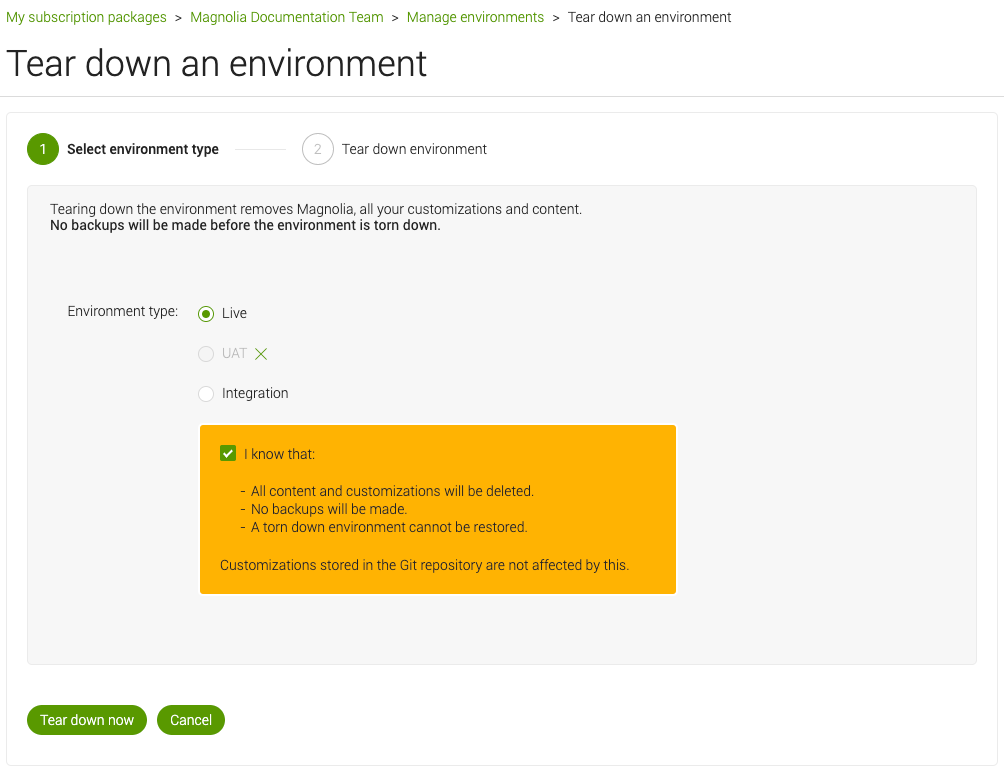 My subscription packages > Magnolia Documentation Team > Manage environments > Tear down an environment
Tear down an environment
1 Select environment type 2 Tear down environment
Tearing down the environment removes Magnolia, all your customizations and content.
No backups will be made before the environment is torn down.
Environment type: Live
UAT
Integration
I know that:
- All content and customizations will be deleted.
- No backups will be made.
- A torn down environment cannot be restored.
Customizations stored in the Git repository are not affected by this.
Tear down now Cancel